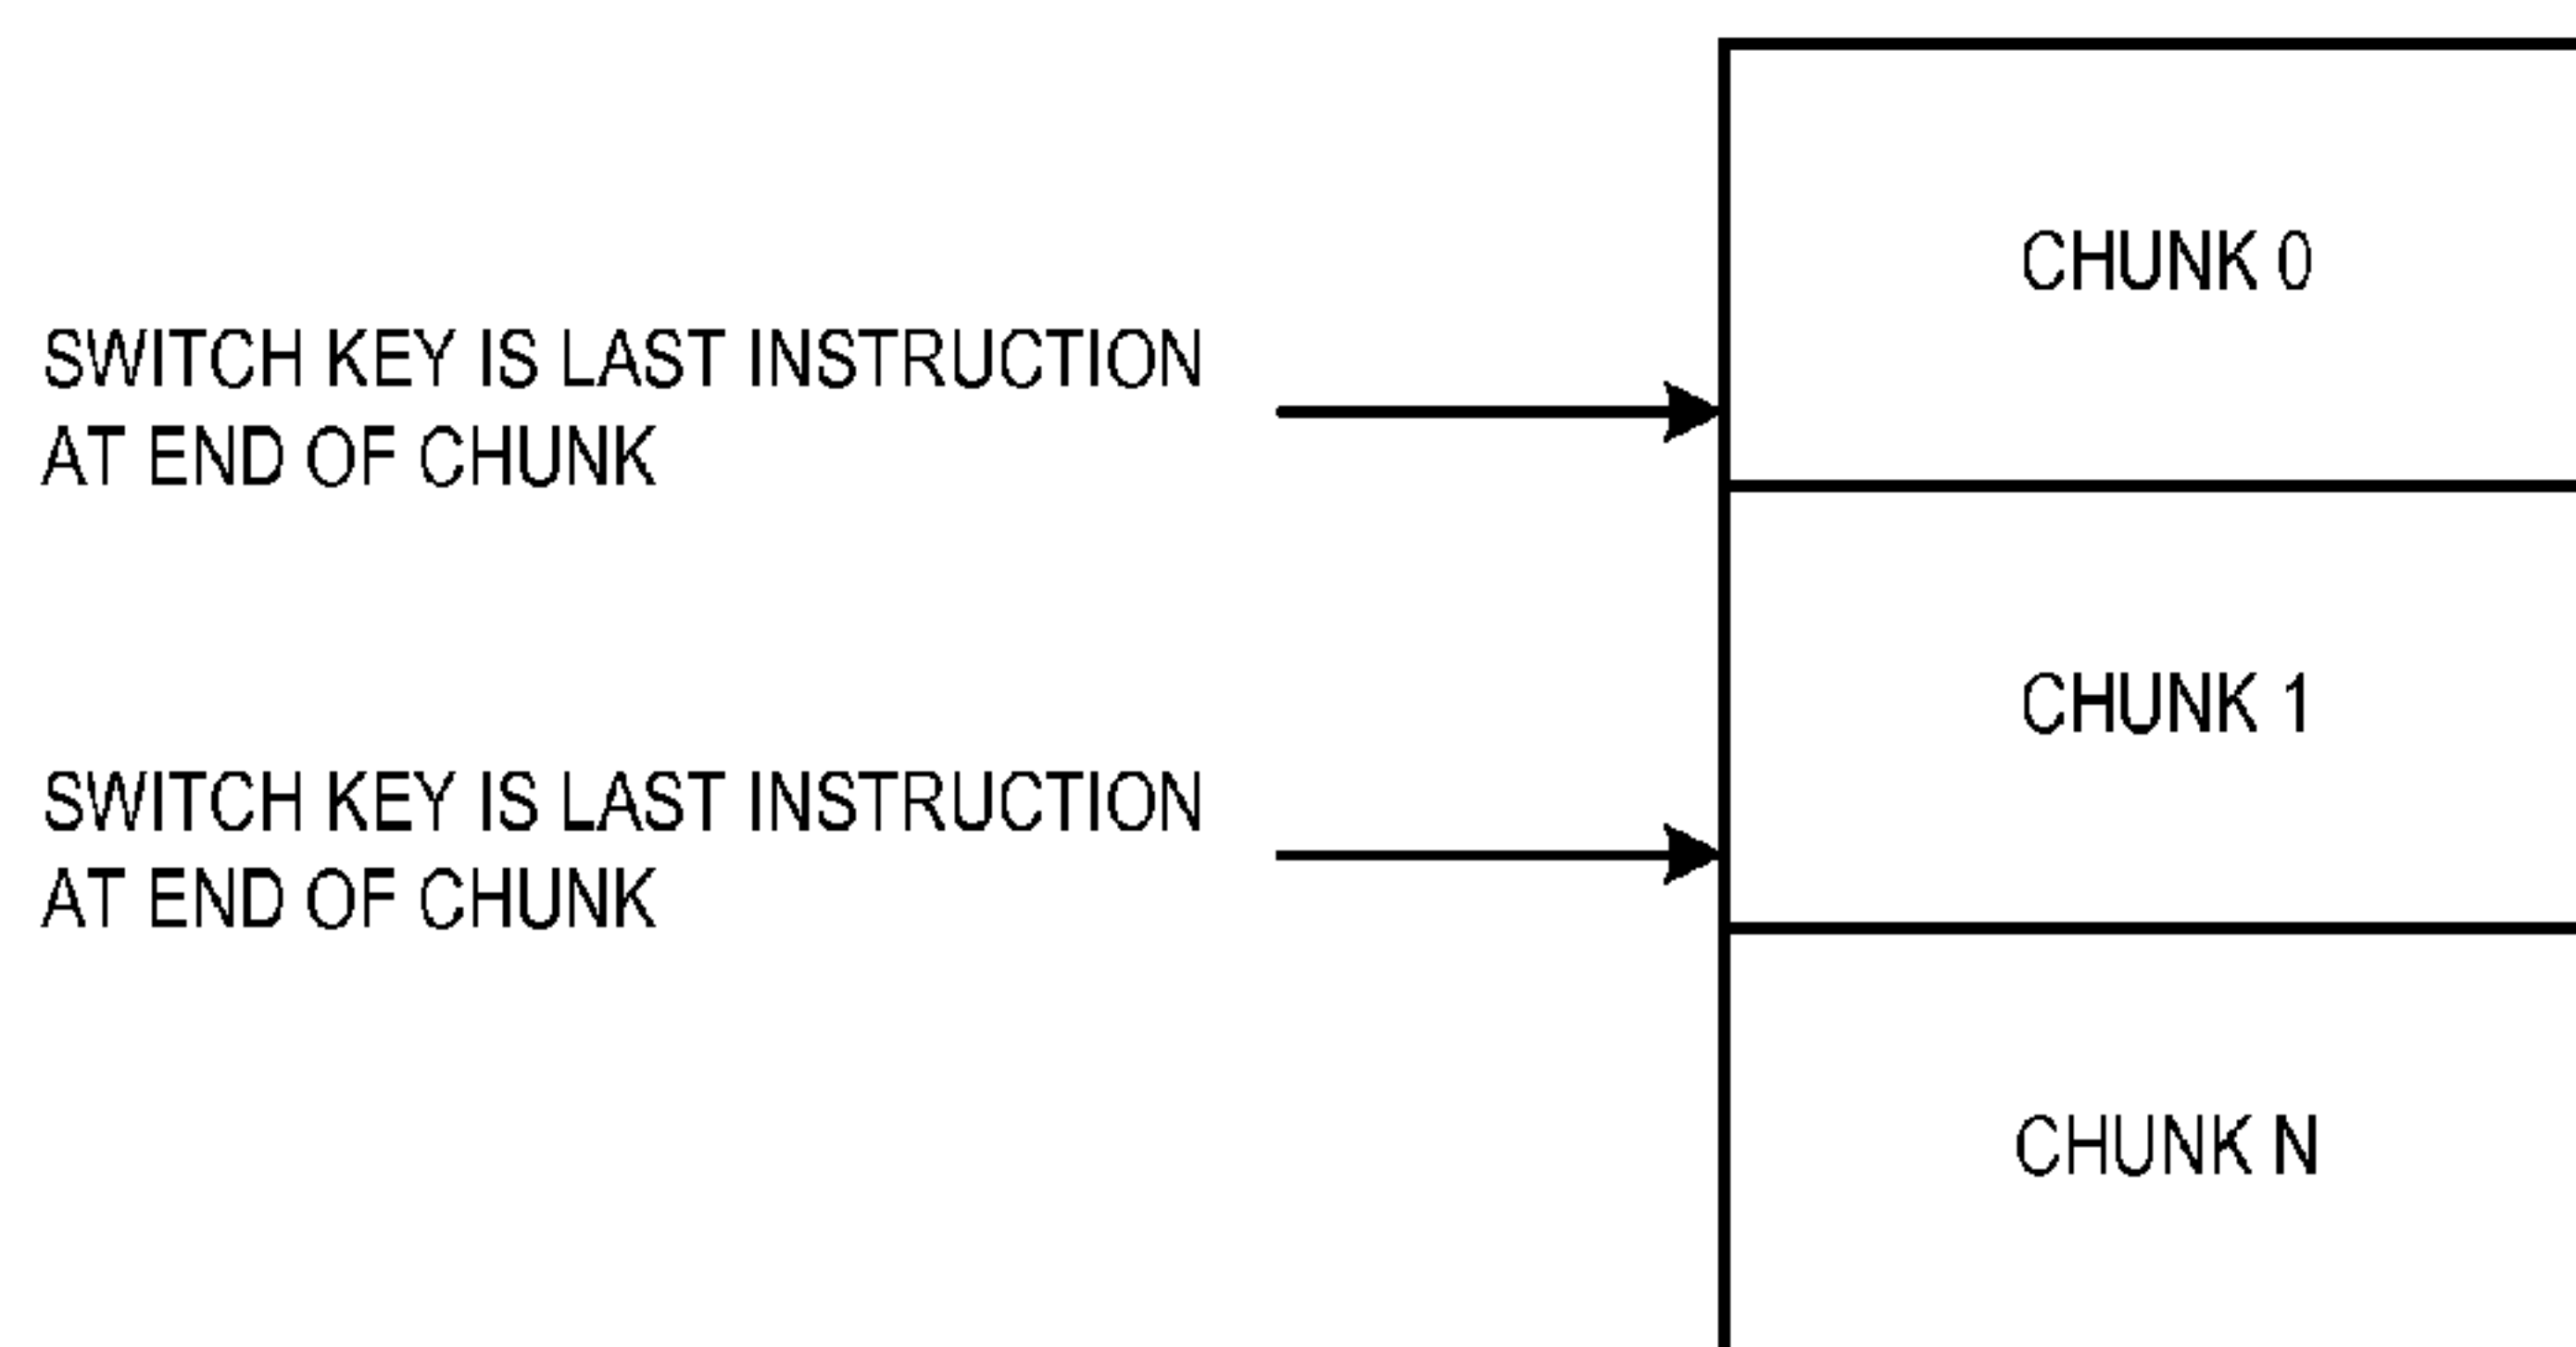 CHUNK 0
SWITCH KEY IS LAST INSTRUCTION
AT END OF CHUNK
CHUNK 1
SWITCH KEY IS LAST INSTRUCTION
AT END OF CHUNK
CHUNK N